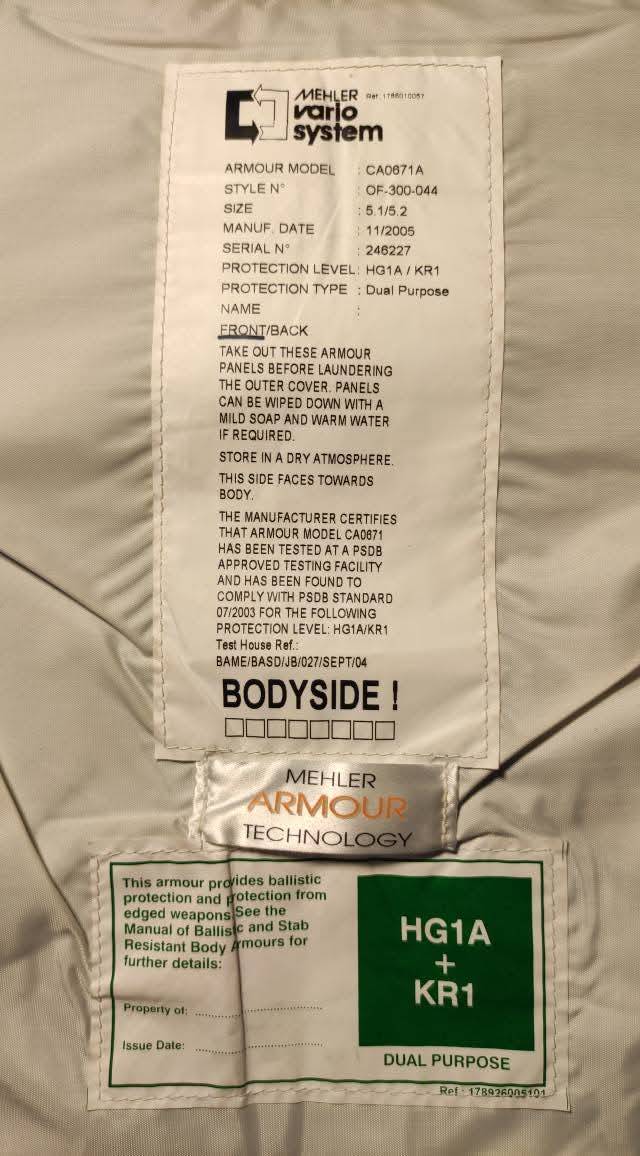 MEHLER
vario
system
Ref. 1786010057
ARMOUR MODEL : CA0671A
STYLE N° : OF-300-044
SIZE : 5.1/5.2
MANUF. DATE : 11/2005
SERIAL N° : 246227
PROTECTION LEVEL: HG1A / KR1
PROTECTION TYPE : Dual Purpose
NAME :
FRONT/BACK
TAKE OUT THESE ARMOUR
PANELS BEFORE LAUNDERING
THE OUTER COVER. PANELS
CAN BE WIPED DOWN WITH A
MILD SOAP AND WARM WATER
IF REQUIRED.
STORE IN A DRY ATMOSPHERE.
THIS SIDE FACES TOWARDS
BODY.
THE MANUFACTURER CERTIFIES
THAT ARMOUR MODEL CA0671
HAS BEEN TESTED AT A PSDB
APPROVED TESTING FACILITY
AND HAS BEEN FOUND TO
COMPLY WITH PSDB STANDARD
07/2003 FOR THE FOLLOWING
PROTECTION LEVEL: HG1A/KR1
Test House Ref.:
BAME/BASD/JB/027/SEPT/04
BODYSIDE !
MEHLER
ARMOUR
TECHNOLOGY
This armour provides ballistic
protection and protection from
edged weapons See the
Manual of Ballistic and Stab
Resistant Body Armours for
further details:
Property of: ........................
Issue Date: ........................
HG1A
+
KR1
DUAL PURPOSE
Ref : 178926005101